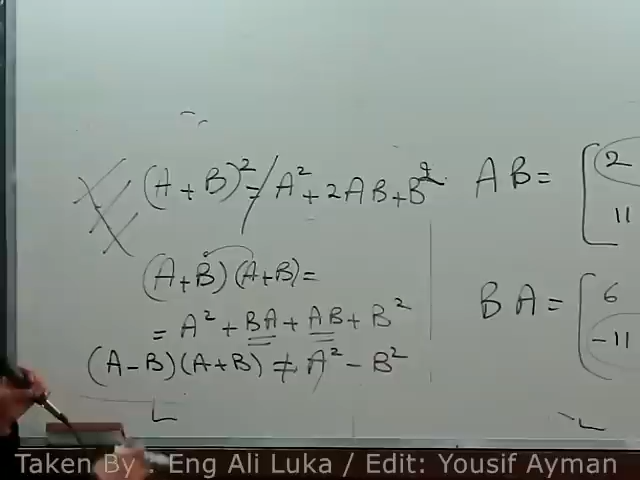 (A + B)² ≠ A² + 2AB + B²
(A+B)(A+B) =
= A² + BA + AB + B²
(A-B)(A+B) ≠ A² - B²
AB = [2
11
BA = [6
-11
Taken By : Eng Ali Luka / Edit: Yousif Ayman